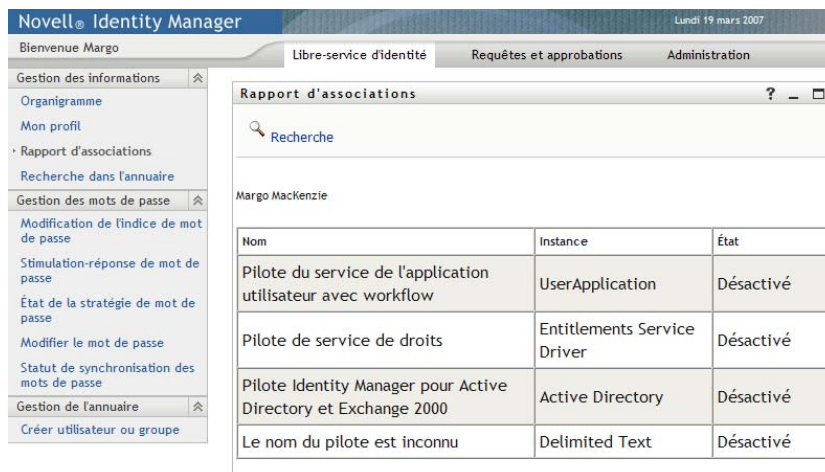 Novell® Identity Manager
Lundi 19 mars 2007
Bienvenue Margo
Libre-service d'identité
Requêtes et approbations
Administration
Gestion des informations
Organigramme
Mon profil
Rapport d'associations
Recherche dans l'annuaire
Gestion des mots de passe
Modification de l'indice de mot
de passe
Stimulation-réponse de mot de
passe
État de la stratégie de mot de
passe
Modifier le mot de passe
Statut de synchronisation des
mots de passe
Gestion de l'annuaire
Créer utilisateur ou groupe
Rapport d'associations
?
Recherche
Margo MacKenzie
Nom
Instance
État
Pilote du service de l'application
utilisateur avec workflow
UserApplication
Désactivé
Pilote de service de droits
Entitlements Service
Driver
Désactivé
Pilote Identity Manager pour Active
Directory et Exchange 2000
Active Directory
Désactivé
Le nom du pilote est inconnu
Delimited Text
Désactivé